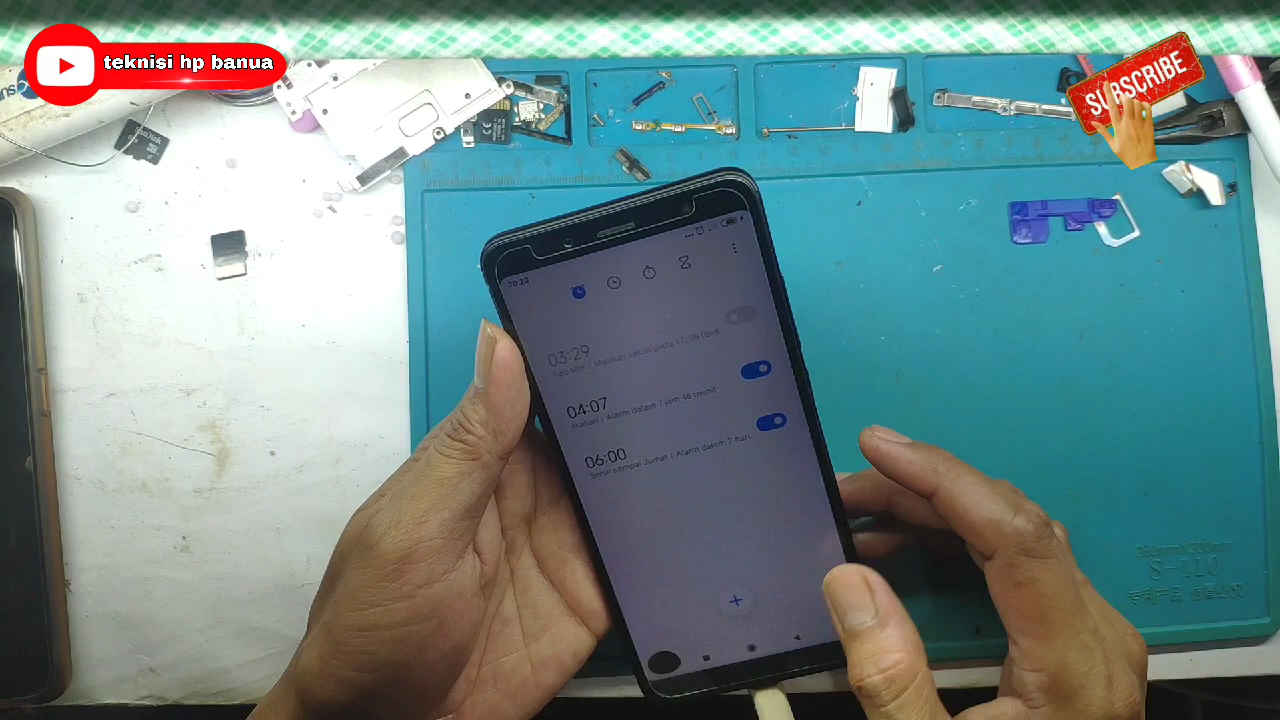 teknisi hp banua
SUBSCRIBE
SanDisk
20:20
03:29
04:07
Harian | Alarm dalam 7 jam 46 menit
06:00
Senin sampai Jumat | Alarm dalam 2 hari...
S-110